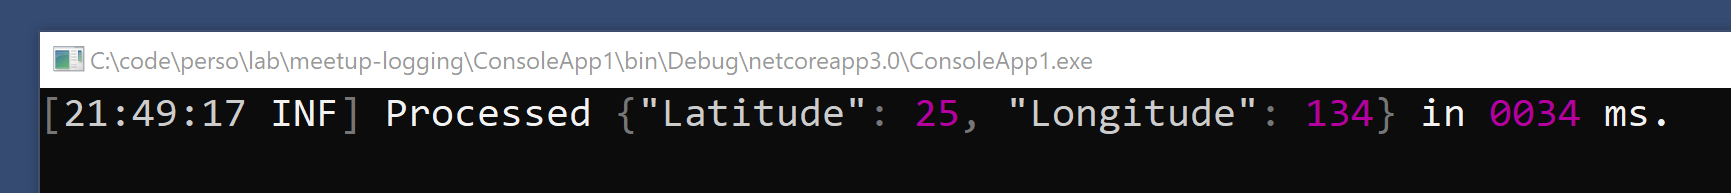 C:\code\perso\lab\meetup-logging\ConsoleApp1\bin\Debug\netcoreapp3.0\ConsoleApp1.exe
[21:49:17 INF] Processed {"Latitude": 25, "Longitude": 134} in 0034 ms.